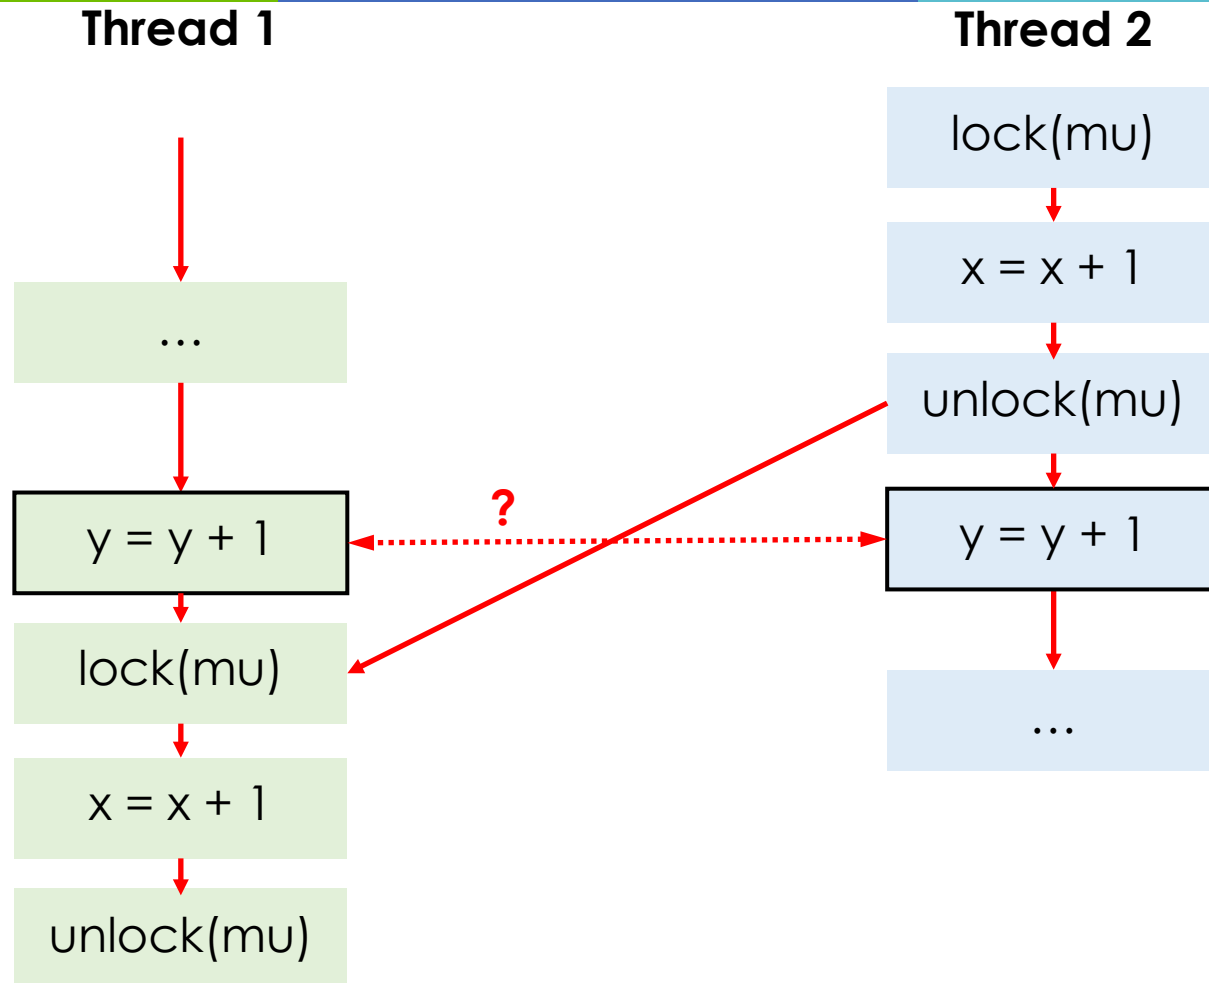 Thread 1
Thread 2
lock(mu)
x = x + 1
...
unlock(mu)
?
y = y + 1
y = y + 1
lock(mu)
...
x = x + 1
unlock(mu)